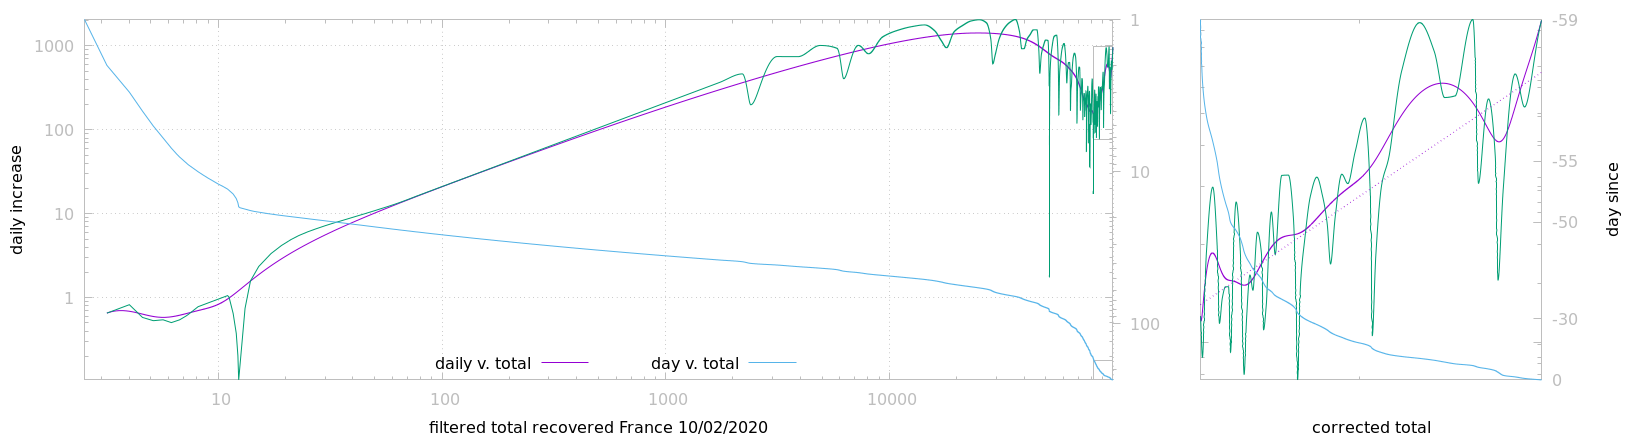 1000
100
10
1
daily increase
1
10
100
daily v. total
day v. total
10
100
1000
10000
filtered total recovered France 10/02/2020
-59
-55
-50
-30
0
day since
corrected total